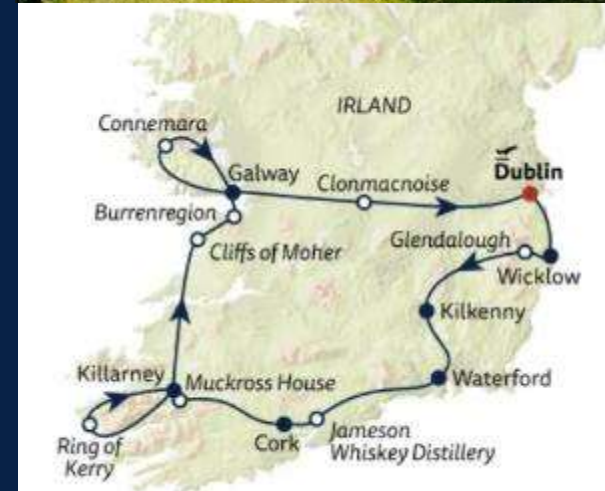 IRLAND
Connemara
Galway
Clonmacnoise
Dublin
Burrenregion
Cliffs of Moher
Glendalough
Wicklow
Kilkenny
Killarney
Muckross House
Waterford
Ring of
Kerry
Cork
Jameson
Whiskey Distillery